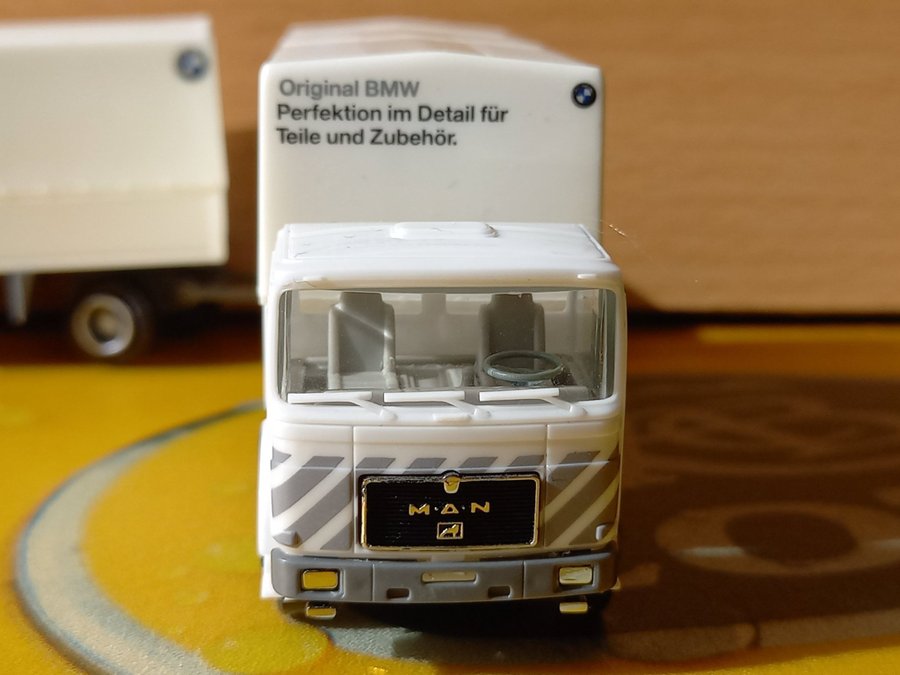 Original BMW
Perfektion im Detail für
Teile und Zubehör.
M·A·N